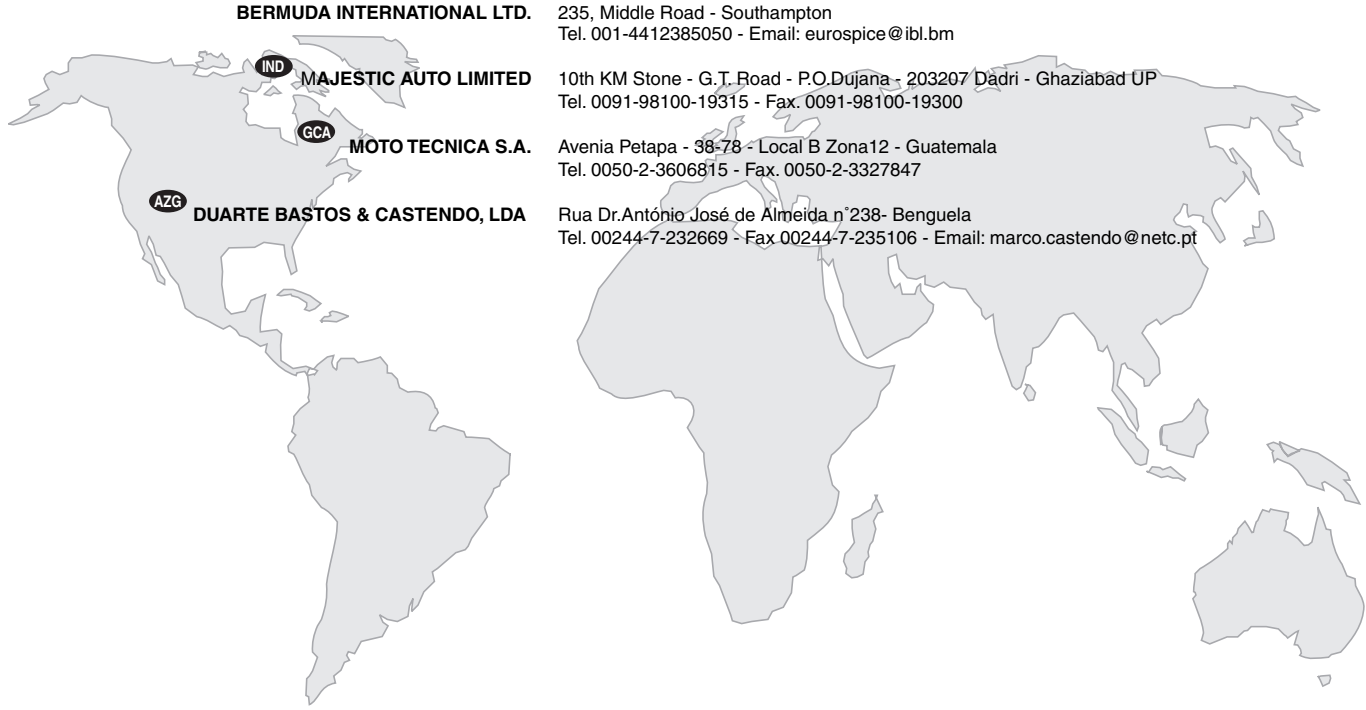 BERMUDA INTERNATIONAL LTD. 235, Middle Road - Southampton
Tel. 001-4412385050 - Email: eurospice@ibl.bm
IND MAJESTIC AUTO LIMITED 10th KM Stone - G.T. Road - P.O.Dujana - 203207 Dadri - Ghaziabad UP
Tel. 0091-98100-19315 - Fax. 0091-98100-19300
GCA MOTO TECNICA S.A. Avenia Petapa - 38-78 - Local B Zona12 - Guatemala
Tel. 0050-2-3606815 - Fax. 0050-2-3327847
AZG DUARTE BASTOS & CASTENDO, LDA Rua Dr.António José de Almeida n˚238- Benguela
Tel. 00244-7-232669 - Fax 00244-7-235106 - Email: marco.castendo@netc.pt